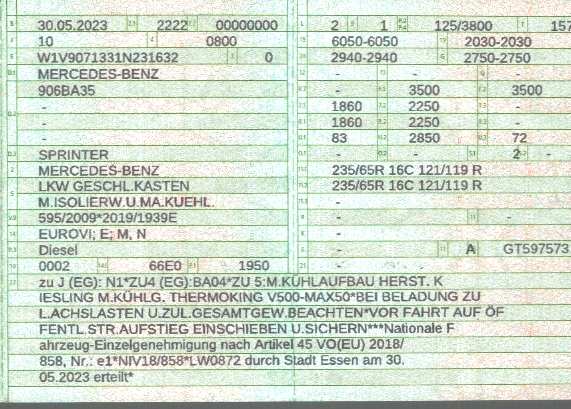 30.05.2023 2222 00000000 2 1 125/3800 157
10 0800 6050-6050 2030-2030
W1V9071331N231632 0 2940-2940 2750-2750
MERCEDES-BENZ - - -
906BA35 - 3500 3500
- 1860 2250 -
- 1860 2250 -
- 83 2850 72
SPRINTER - - 2 -
MERCEDES-BENZ 235/65R 16C 121/119 R
LKW GESCHL.KASTEN 235/65R 16C 121/119 R
M.ISOLIERW.U.MA.KUEHL. -
595/2009*2019/1939E - -
EUROVI; E; M, N -
Diesel - A GT597573
0002 66E0 1950 - -
zu J (EG): N1*ZU4 (EG):BA04*ZU 5:M.KÜHLAUFBAU HERST. K
IESLING M.KÜHLG. THERMOKING V500-MAX50*BEI BELADUNG ZU
L.ACHSLASTEN U.ZUL.GESAMTGEW.BEACHTEN*VOR FAHRT AUF ÖF
FENTL.STR.AUFSTIEG EINSCHIEBEN U.SICHERN***Nationale F
ahrzeug-Einzelgenehmigung nach Artikel 45 VO(EU) 2018/
858, Nr.: e1*NIV18/858*LW0872 durch Stadt Essen am 30.
05.2023 erteilt*